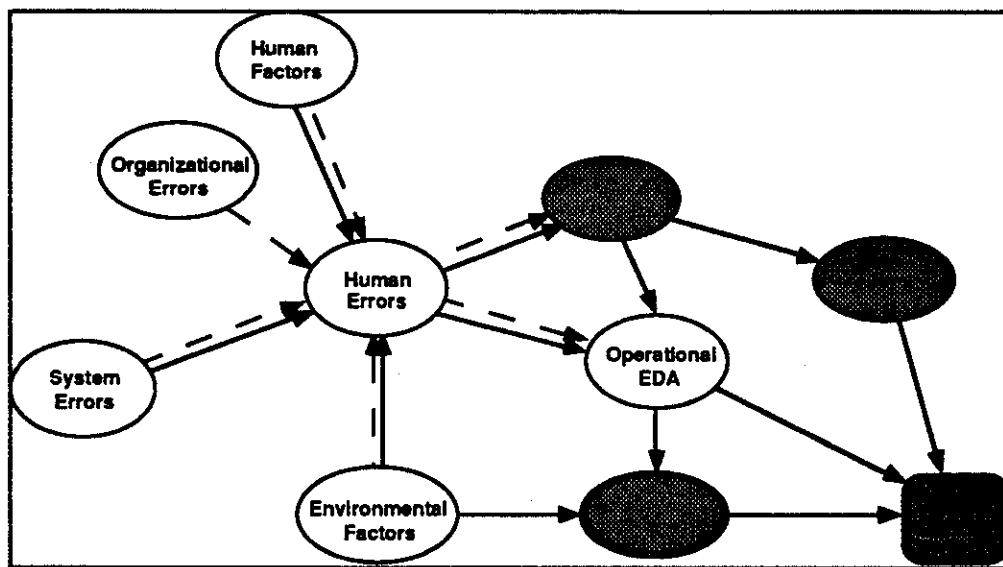 Human
Factors
Organizational
Errors
Human
Errors
Operational
EDA
System
Errors
Environmental
Factors